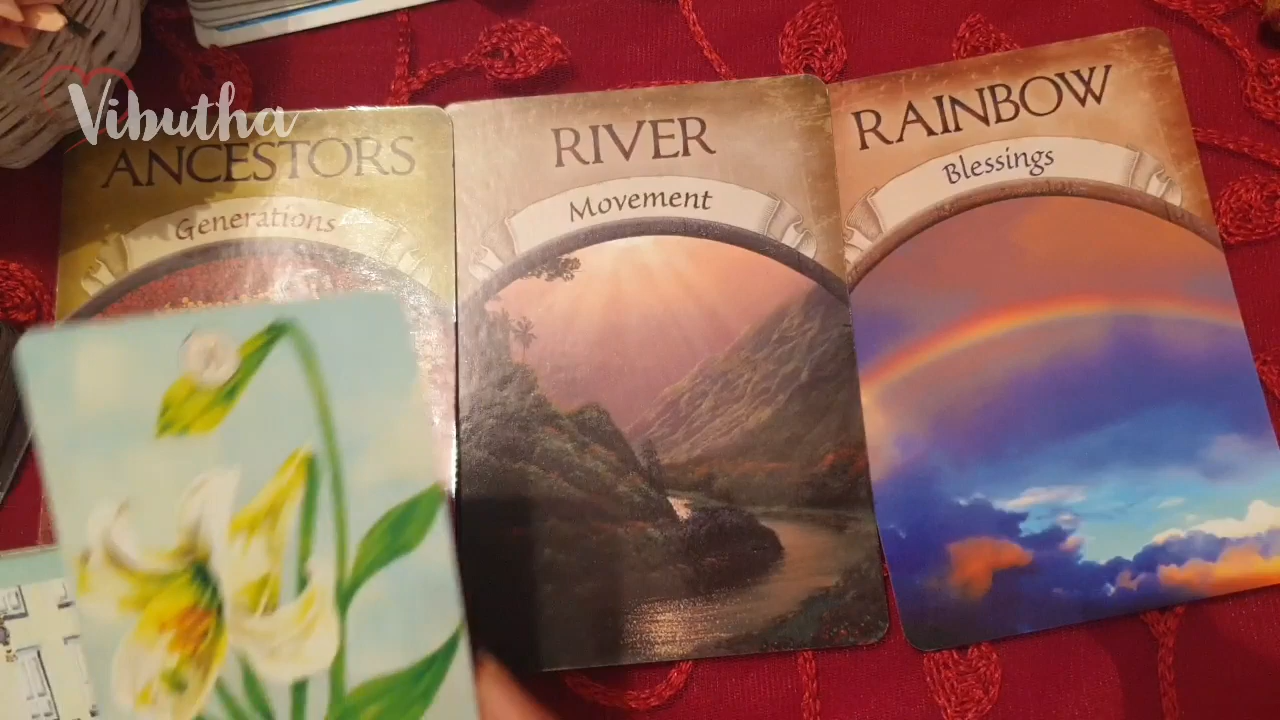 Vibutha
ANCESTORS
Generations
RIVER
Movement
RAINBOW
Blessings